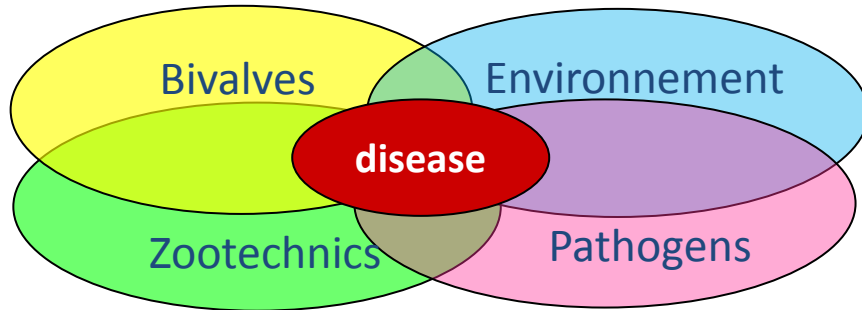 Bivalves
Environnement
disease
Zootechnics
Pathogens